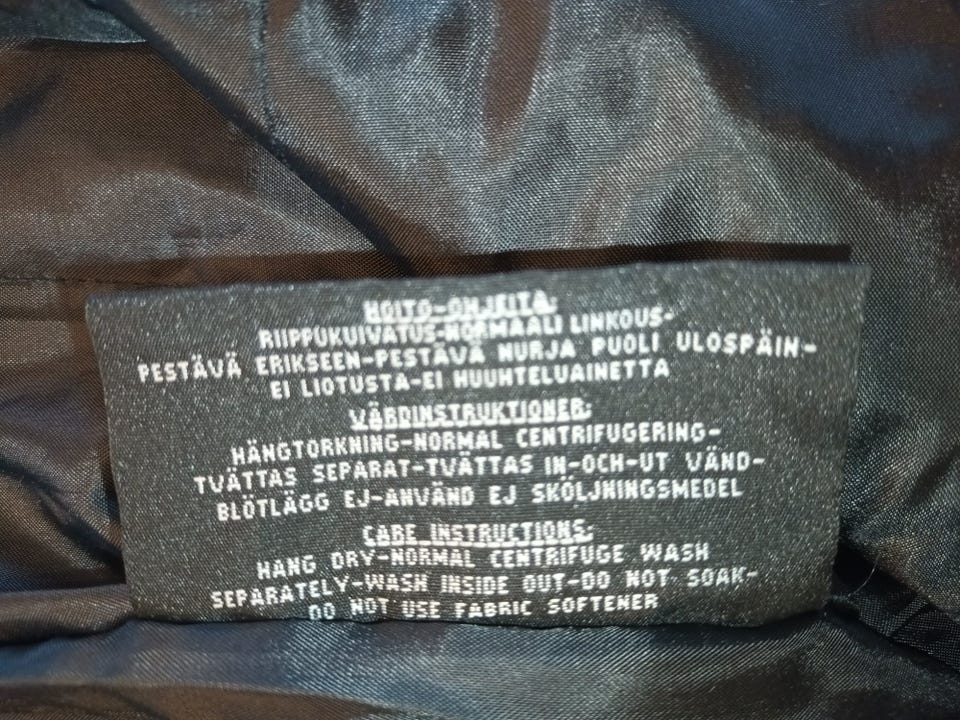 HOITO-OHJEITA:
RIIPPUKUIVATUS-NORMAALI LINKOUS-
PESTÄVÄ ERIKSEEN-PESTÄVÄ NURJA PUOLI ULOSPÄIN-
EI LIOTUSTA-EI HUUHTELUAINETTA
VÅRDINSTRUKTIONER:
HÄNGTORKNING-NORMAL CENTRIFUGERING-
TVÄTTAS SEPARAT-TVÄTTAS IN-OCH-UT VÄND-
BLÖTLÄGG EJ-ANVÄND EJ SKÖLJNINGSMEDEL
CARE INSTRUCTIONS:
HANG DRY-NORMAL CENTRIFUGE WASH
SEPARATELY-WASH INSIDE OUT-DO NOT SOAK-
DO NOT USE FABRIC SOFTENER